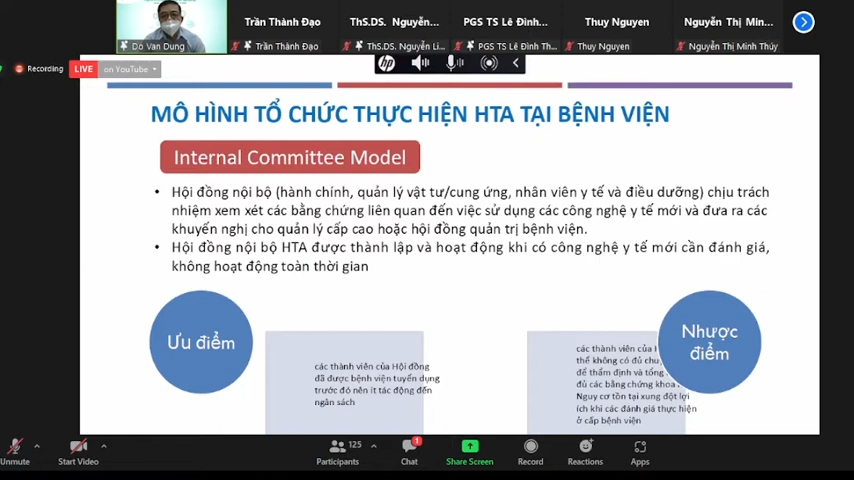 Trần Thành Đạo
ThS.DS. Nguyễn...
PGS TS Lê Đình...
Thuy Nguyen
Nguyễn Thị Min...
Do Van Dung
Trần Thành Đạo
ThS.DS. Nguyễn Li...
PGS TS Lê Đình Th...
Thuy Nguyen
Nguyễn Thị Minh Thúy
Recording
LIVE
on YouTube
hp
MÔ HÌNH TỔ CHỨC THỰC HIỆN HTA TẠI BỆNH VIỆN
Internal Committee Model
• Hội đồng nội bộ (hành chính, quản lý vật tư/cung ứng, nhân viên y tế và điều dưỡng) chịu trách
nhiệm xem xét các bằng chứng liên quan đến việc sử dụng các công nghệ y tế mới và đưa ra các
khuyến nghị cho quản lý cấp cao hoặc hội đồng quản trị bệnh viện.
• Hội đồng nội bộ HTA được thành lập và hoạt động khi có công nghệ y tế mới cần đánh giá,
không hoạt động toàn thời gian
Ưu điểm
các thành viên của Hội đồng
đã được bệnh viện tuyển dụng
trước đó nên ít tác động đến
ngân sách
các thành viên của
thể không có đủ
để thẩm định và tổng
đủ các bằng chứng khoa
Nguy cơ tồn tại xung đột lợi
ích khi các đánh giá thực hiện
ở cấp bệnh viện
Nhược
điểm
Unmute
Start Video
125
Participants
1
Chat
Share Screen
Record
Reactions
Apps